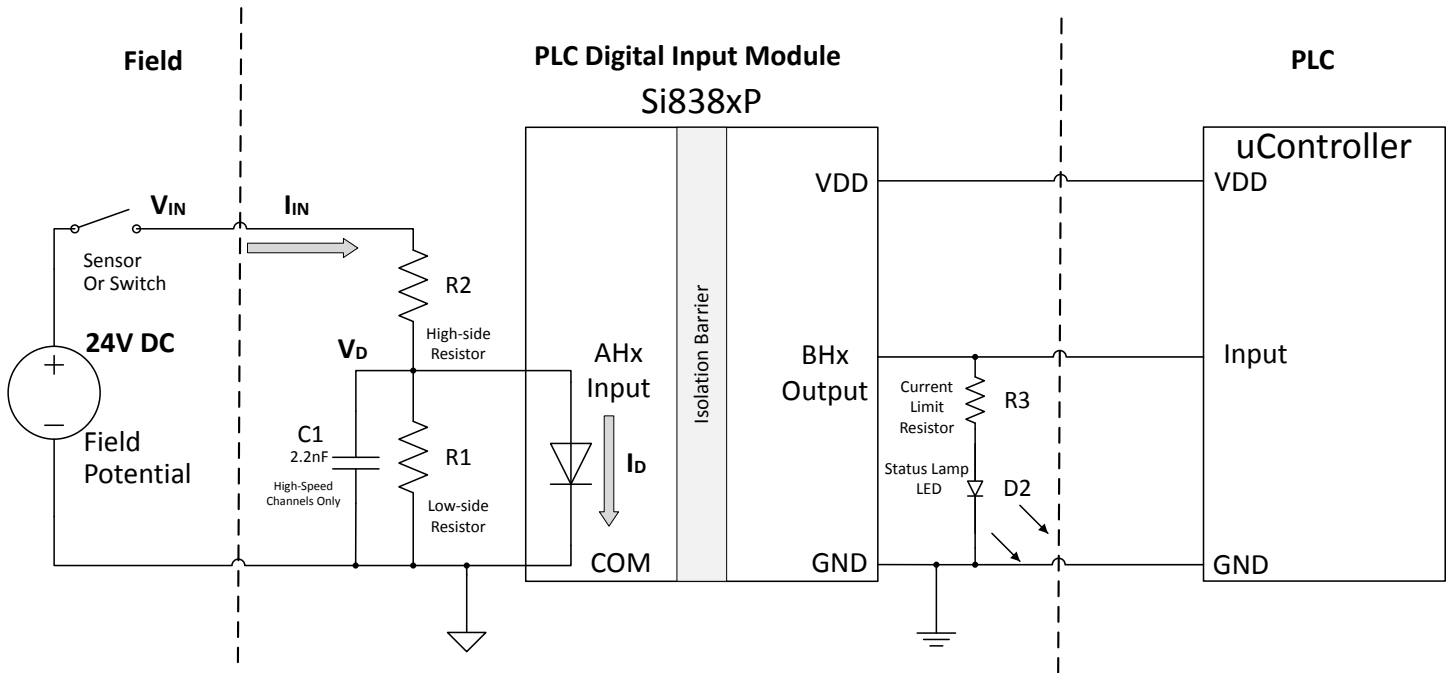 Field
PLC Digital Input Module
PLC
Si838xP
uController
VDD
VDD
VIN
IIN
Sensor
Or Switch
R2
High-side
Resistor
24V DC
VD
+
−
Field
Potential
C1
2.2nF
High-Speed
Channels Only
R1
Low-side
Resistor
AHx
Input
ID
COM
Isolation Barrier
BHx
Output
Input
Current
Limit
Resistor
R3
Status Lamp
LED
D2
GND
GND